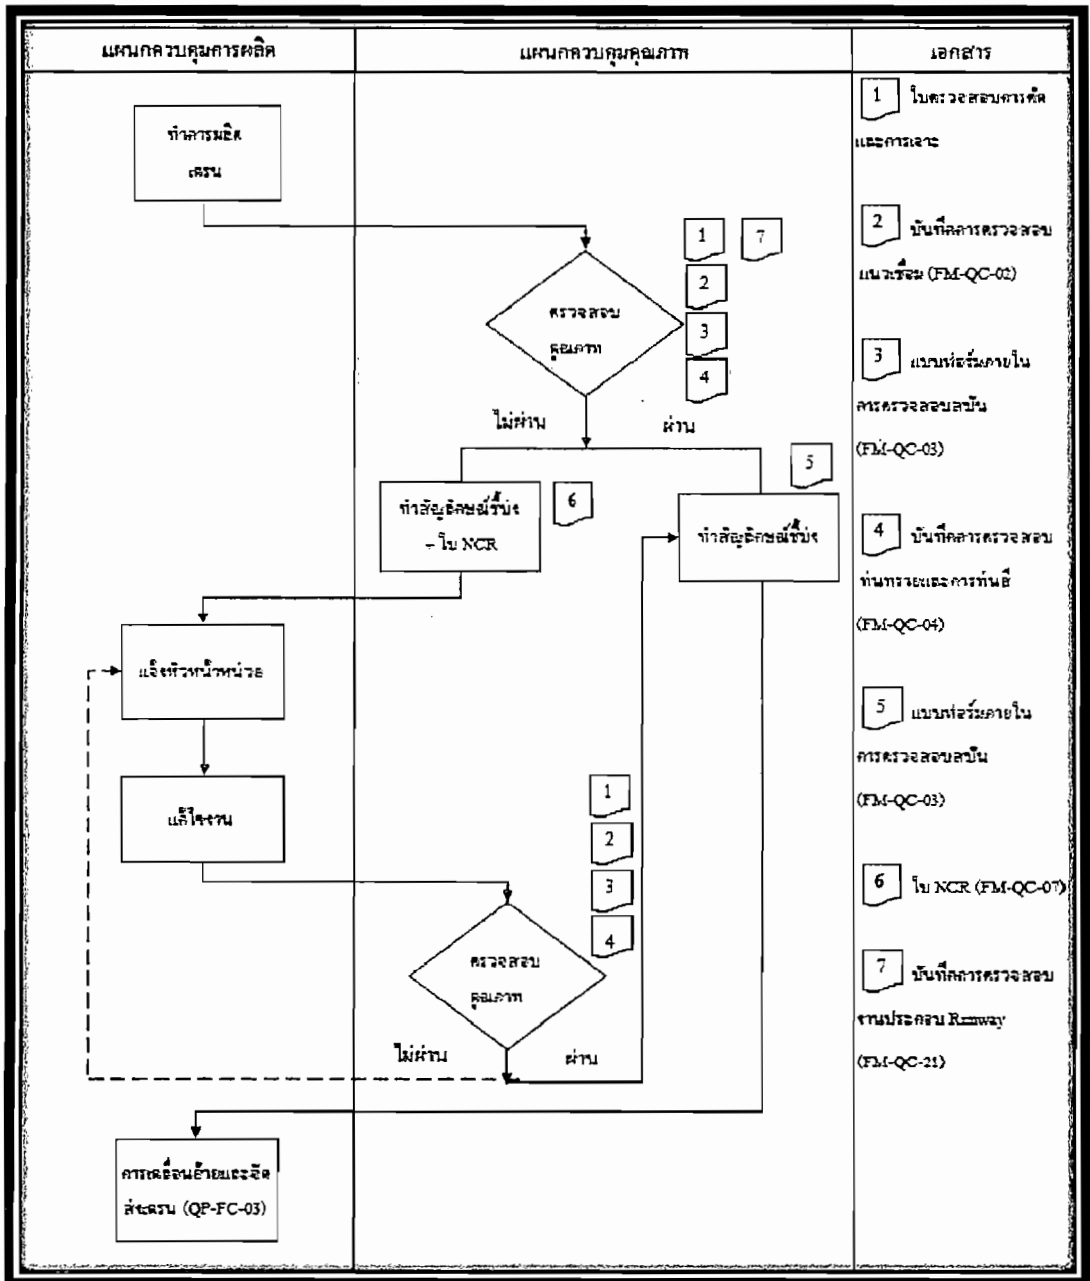 แผนกควบคุมการผลิต
แผนกควบคุมคุณภาพ
เอกสาร
ทำการผลิต
เครน
ตรวจสอบ
คุณภาพ
1
7
2
3
4
ไม่ผ่าน
ผ่าน
5
ทำสัญลักษณ์ชี้บ่ง
– ใบ NCR
6
ทำสัญลักษณ์ชี้บ่ง
แจ้งหัวหน้าหน่วย
แก้ไขงาน
1
2
3
4
ตรวจสอบ
คุณภาพ
ไม่ผ่าน
ผ่าน
การเคลื่อนย้ายและจัด
ส่งเครน (QP-FC-03)
1 ใบตรวจสอบการตัด
และการเจาะ
2 บันทึกการตรวจสอบ
แนวเชื่อม (FM-QC-02)
3 แบบฟอร์มภายใน
การตรวจสอบ
(FM-QC-03)
4 บันทึกการตรวจสอบ
พ่นทรายและการพ่นสี
(FM-QC-04)
5 แบบฟอร์มภายใน
การตรวจสอบ
(FM-QC-03)
6 ใบ NCR (FM-QC-07)
7 บันทึกการตรวจสอบ
งานประกอบ Runway
(FM-QC-21)